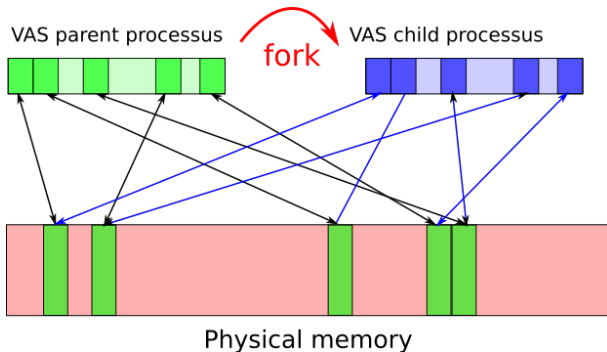 VAS parent processus
fork
VAS child processus
Physical memory